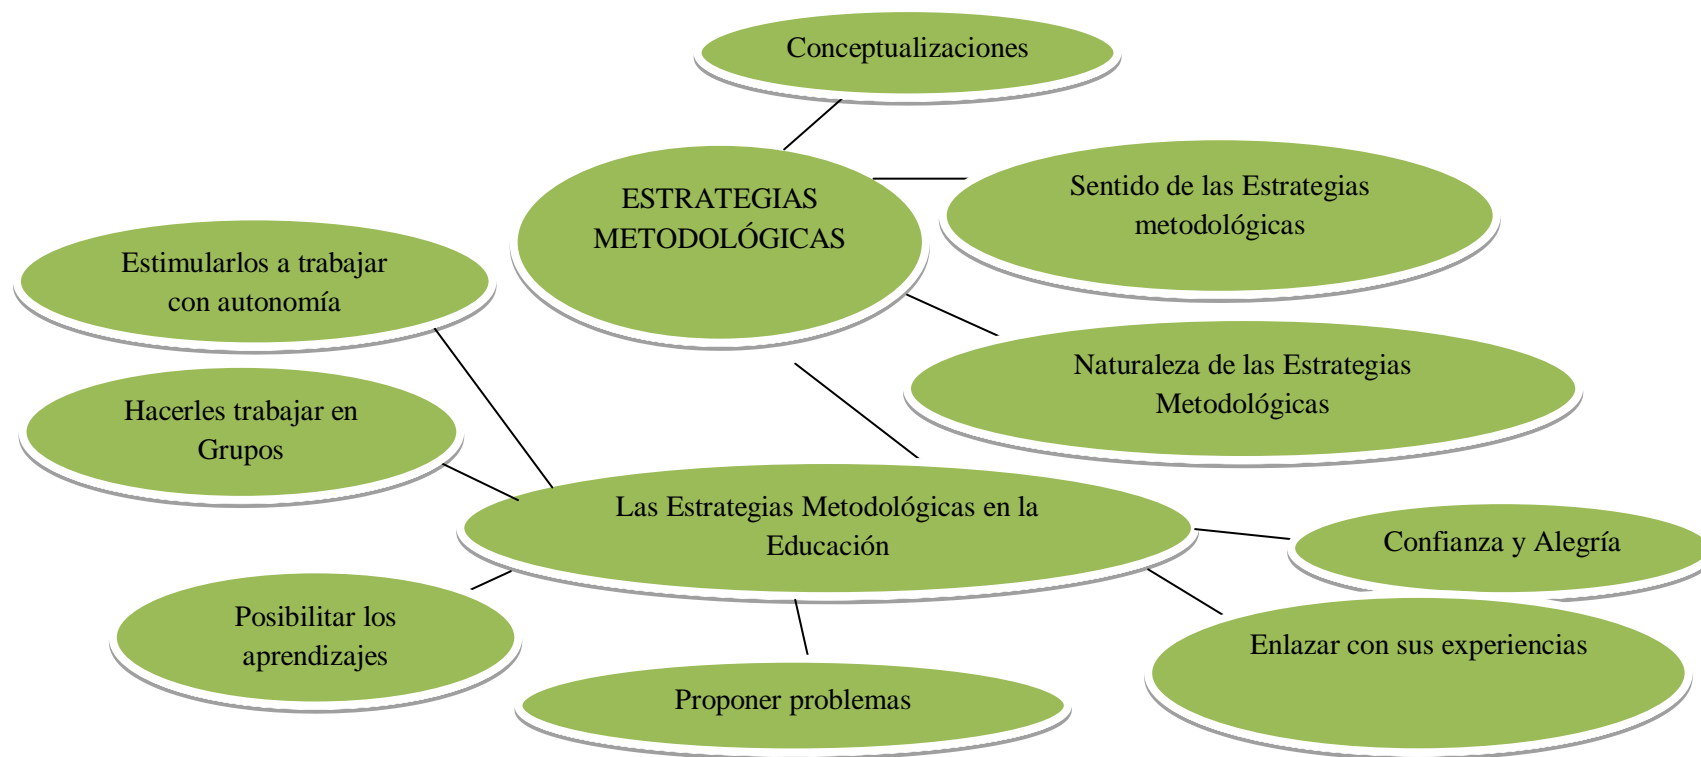 Conceptualizaciones
ESTRATEGIAS
METODOLÓGICAS
Sentido de las Estrategias
metodológicas
Estimularlos a trabajar
con autonomía
Naturaleza de las Estrategias
Metodológicas
Hacerles trabajar en
Grupos
Las Estrategias Metodológicas en la
Educación
Confianza y Alegría
Posibilitar los
aprendizajes
Enlazar con sus experiencias
Proponer problemas